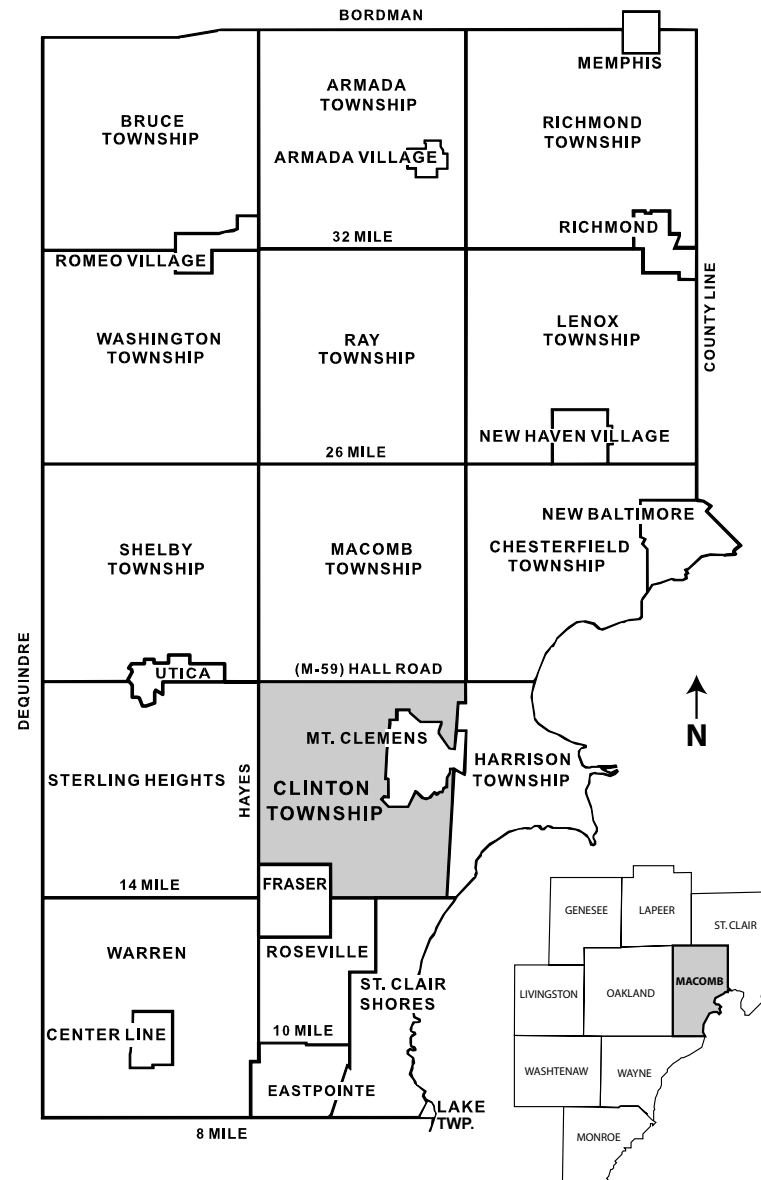 BORDMAN
MEMPHIS
ARMADA
TOWNSHIP
BRUCE
TOWNSHIP
RICHMOND
TOWNSHIP
ARMADA VILLAGE
RICHMOND
32 MILE
ROMEO VILLAGE
COUNTY LINE
WASHINGTON
TOWNSHIP
RAY
TOWNSHIP
LENOX
TOWNSHIP
NEW HAVEN VILLAGE
26 MILE
NEW BALTIMORE
SHELBY
TOWNSHIP
MACOMB
TOWNSHIP
CHESTERFIELD
TOWNSHIP
DEQUINDRE
UTICA
(M-59) HALL ROAD
N
MT. CLEMENS
HARRISON
TOWNSHIP
STERLING HEIGHTS
HAYES
CLINTON
TOWNSHIP
14 MILE
FRASER
WARREN
ROSEVILLE
ST. CLAIR
SHORES
CENTER LINE
10 MILE
EASTPOINTE
LAKE
TWP.
8 MILE
GENESEE
LAPEER
ST. CLAIR
LIVINGSTON
OAKLAND
MACOMB
WASHTENAW
WAYNE
MONROE